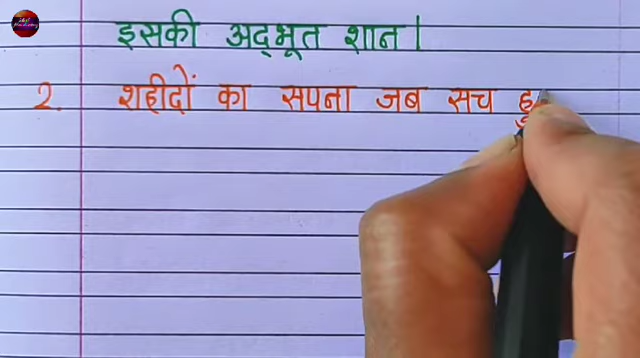 इसकी अद्भूत शान।
2. शहीदों का सपना जब सच हु